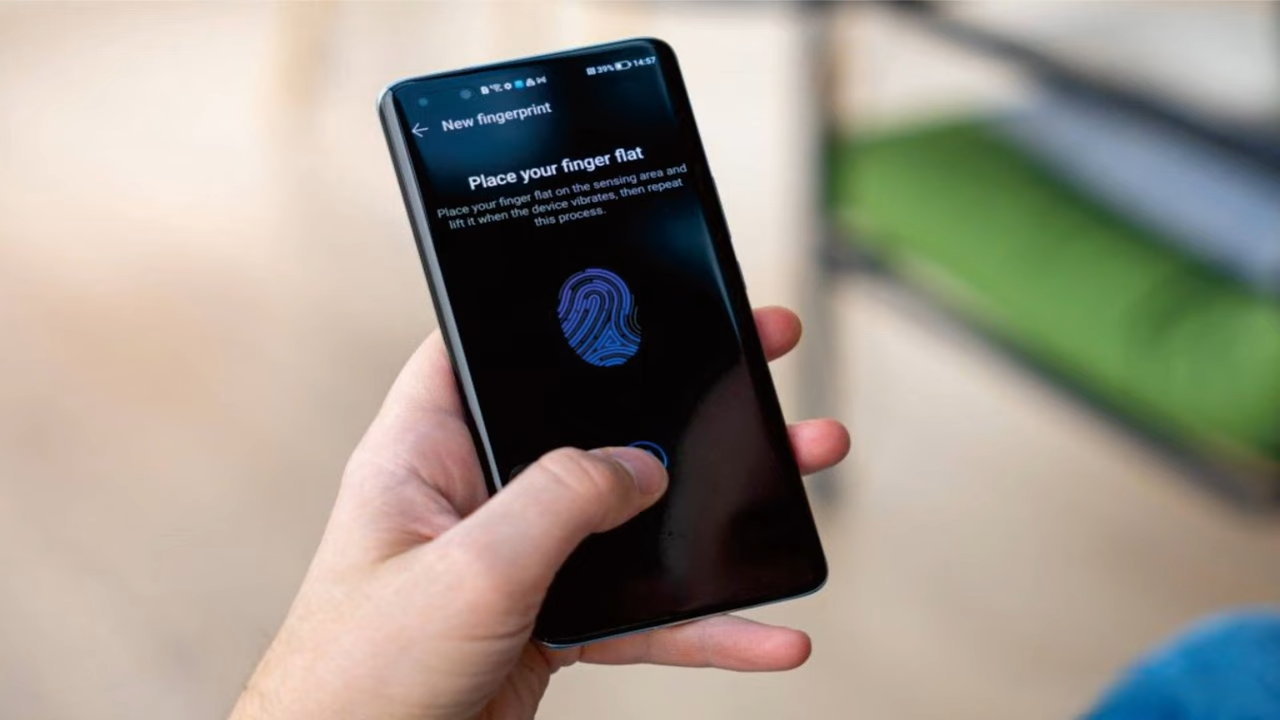 39% 14:57
New fingerprint
Place your finger flat
Place your finger flat on the sensing area and
lift it when the device vibrates, then repeat
this process.